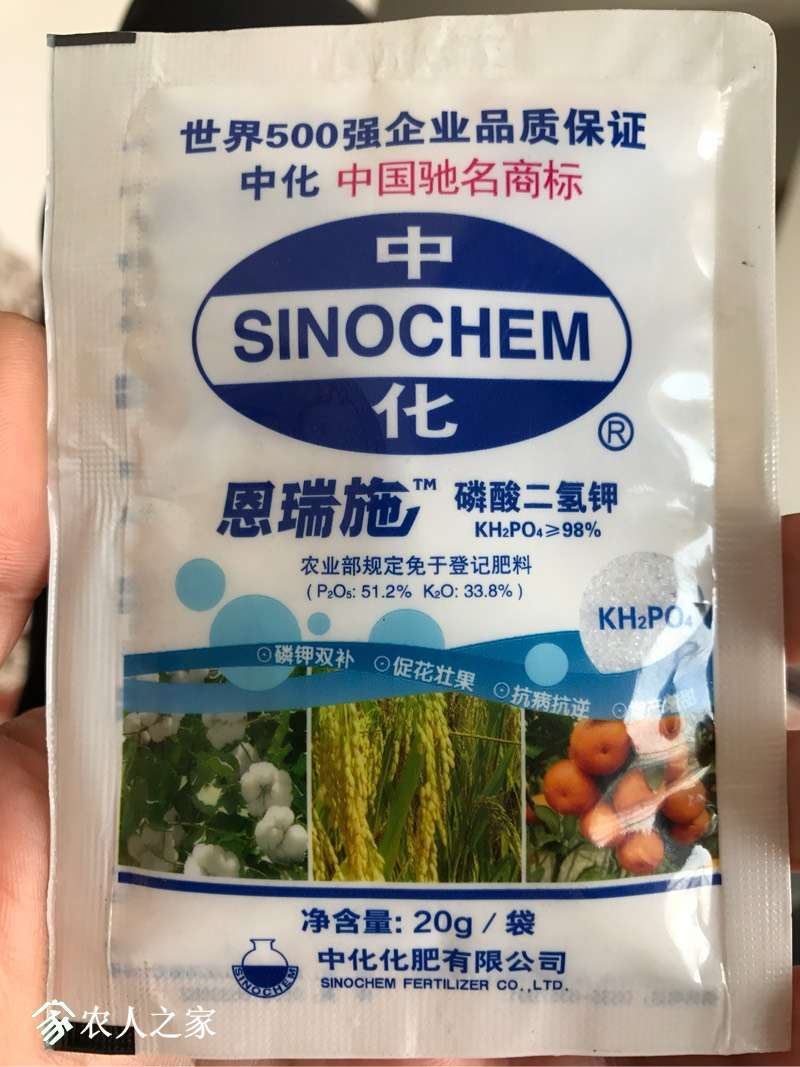 世界500强企业品质保证
中化 中国驰名商标
中
SINOCHEM
化
®
恩瑞施™ 磷酸二氢钾
KH₂PO₄≥98%
农业部规定免于登记肥料
( P₂O₅: 51.2% K₂O: 33.8% )
KH₂PO₄
⊙磷钾双补 ⊙促花壮果 ⊙抗病抗逆
净含量: 20g / 袋
SINOCHEM
中化化肥有限公司
SINOCHEM FERTILIZER CO.,LTD.
农人之家